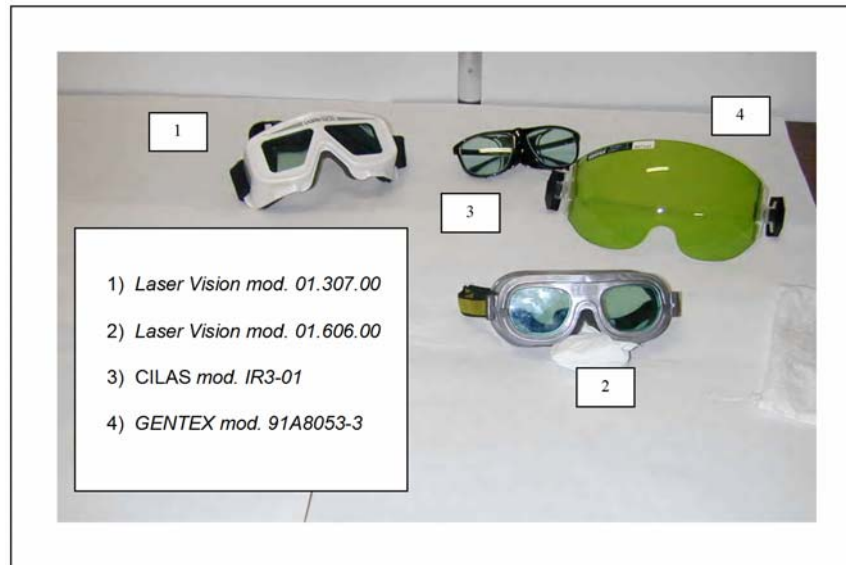 1
4
3
1) Laser Vision mod. 01.307.00
2) Laser Vision mod. 01.606.00
3) CILAS mod. IR3-01
4) GENTEX mod. 91A8053-3
2